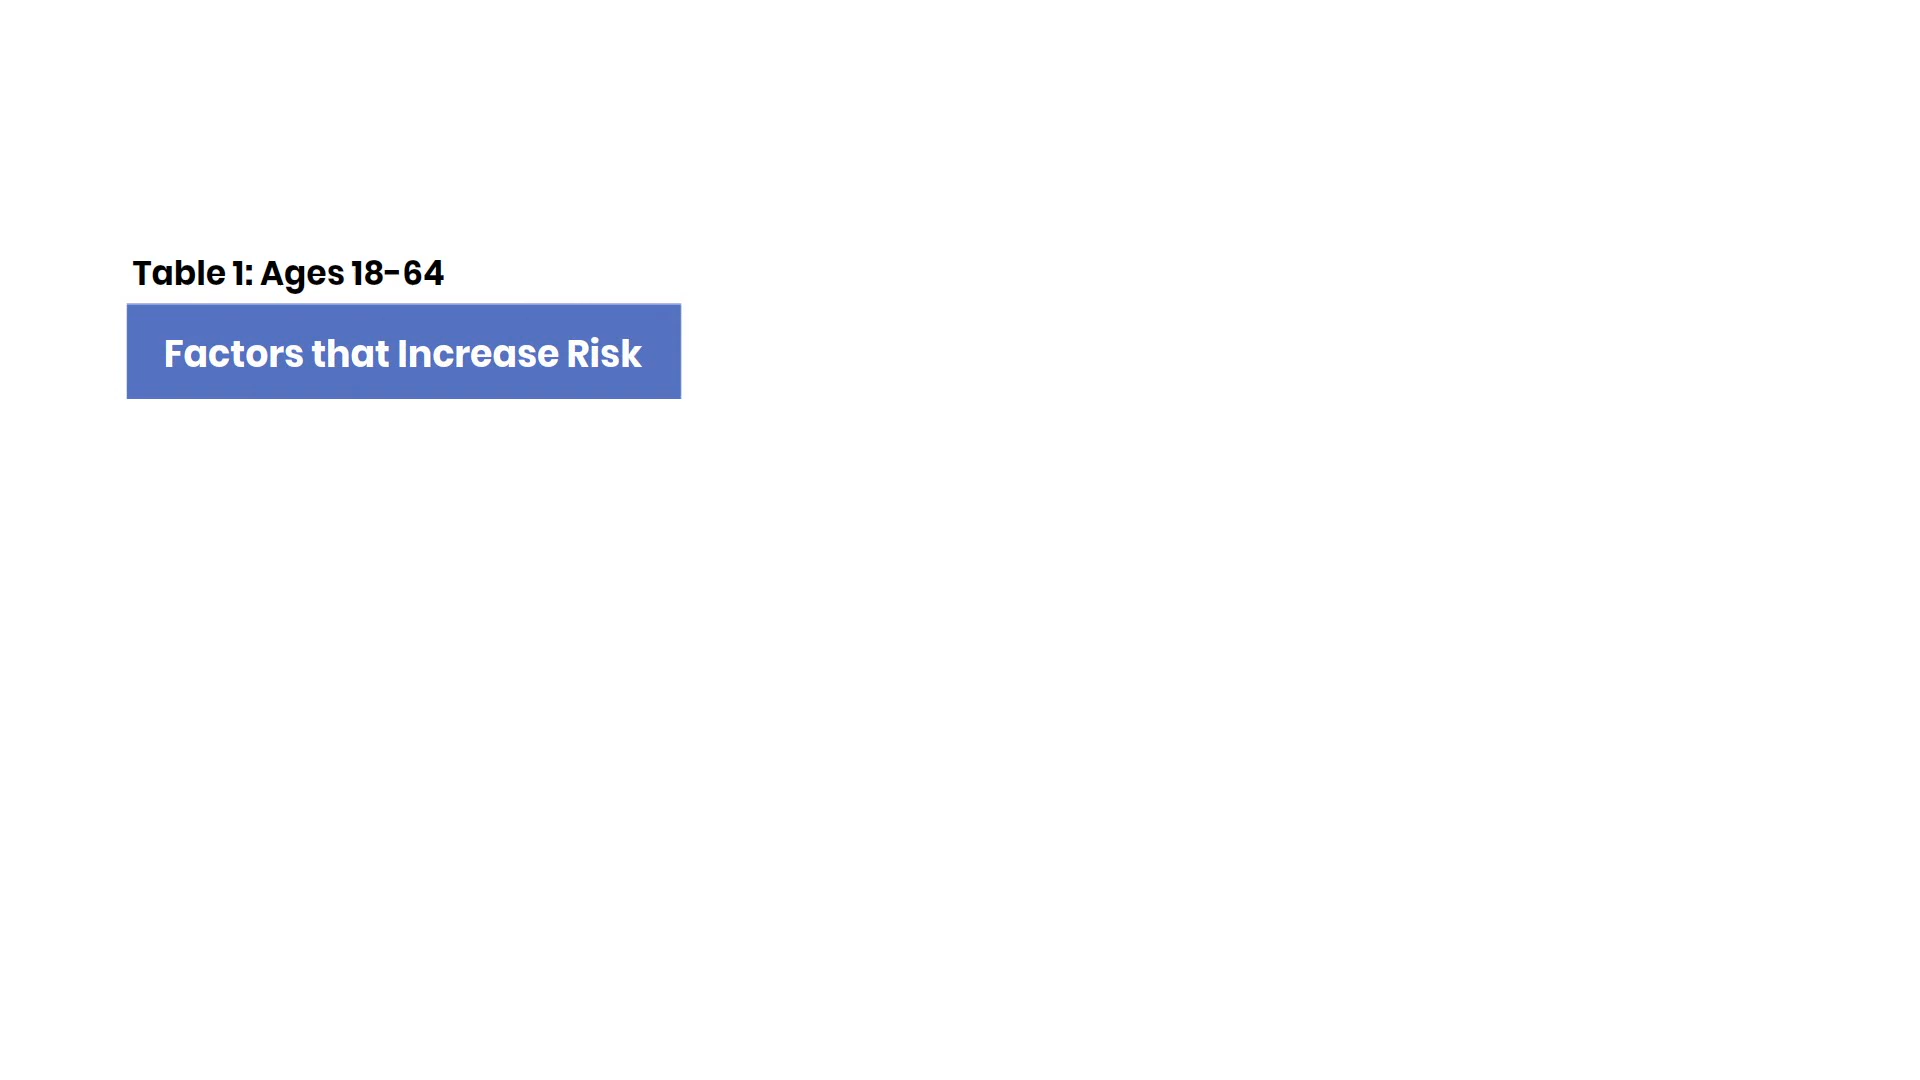 Table 1: Ages 18-64
Factors that Increase Risk